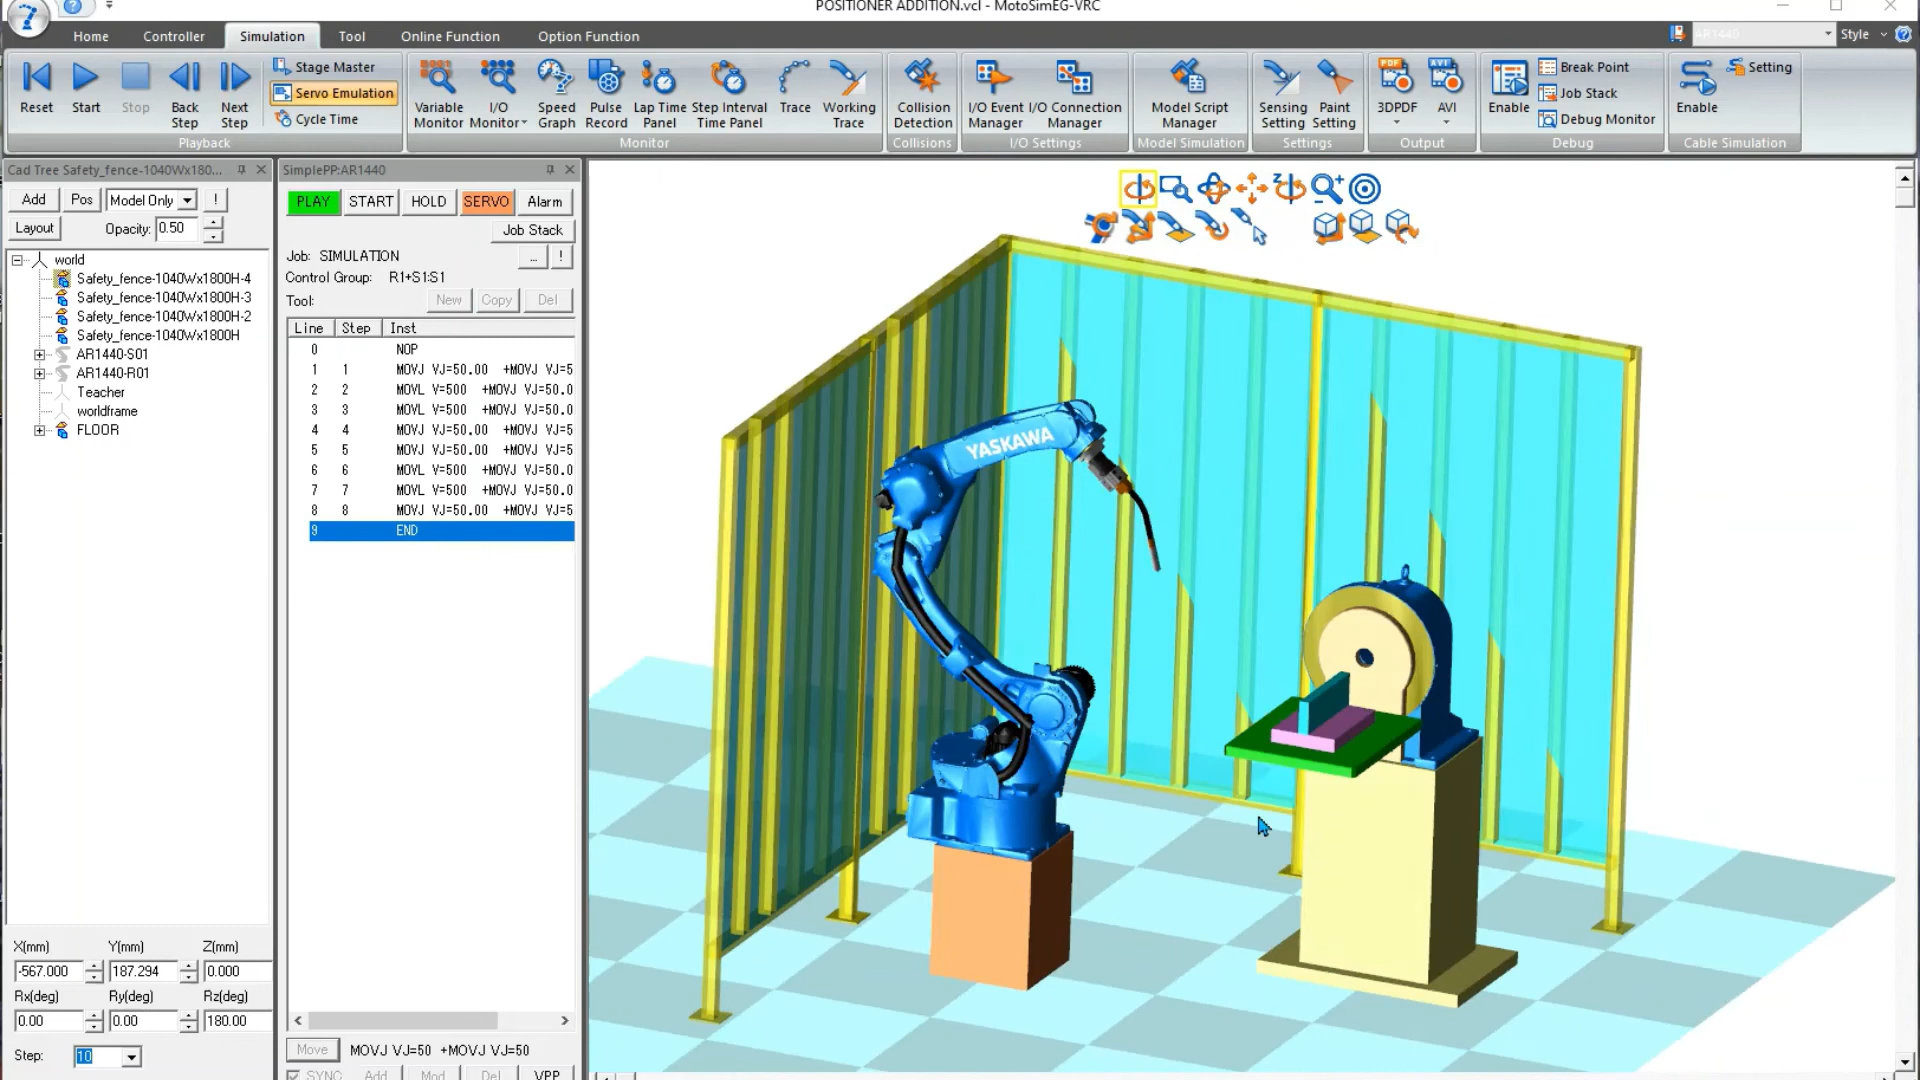 POSITIONER ADDITION.vcl - MotoSimEG-VRC
Home Controller Simulation Tool Online Function Option Function
AR1440 Style
Reset Start Stop Back Step Next Step
Stage Master
Servo Emulation
Cycle Time
Variable Monitor I/O Monitor Speed Graph Pulse Record Lap Time Panel Step Interval Time Panel Trace Working Trace
Collision Detection
I/O Event Manager I/O Connection Manager
Model Script Manager
Sensing Setting Paint Setting
PDF 3DPDF AVI AVI
Enable
Break Point
Job Stack
Debug Monitor
Enable Setting
Playback Monitor Collisions I/O Settings Model Simulation Settings Output Debug Cable Simulation
Cad Tree Safety_fence-1040Wx180...
Add Pos Model Only !
Layout Opacity: 0.50
world
Safety_fence-1040Wx1800H-4
Safety_fence-1040Wx1800H-3
Safety_fence-1040Wx1800H-2
Safety_fence-1040Wx1800H
AR1440-S01
AR1440-R01
Teacher
worldframe
FLOOR
X(mm) Y(mm) Z(mm)
-567.000 187.294 0.000
Rx(deg) Ry(deg) Rz(deg)
0.00 0.00 180.00
Step: 10
SimplePP:AR1440
PLAY START HOLD SERVO Alarm
Job Stack
Job: SIMULATION ... !
Control Group: R1+S1:S1
Tool: New Copy Del
Line Step Inst
0 NOP
1 1 MOVJ VJ=50.00 +MOVJ VJ=5
2 2 MOVL V=500 +MOVJ VJ=50.0
3 3 MOVL V=500 +MOVJ VJ=50.0
4 4 MOVJ VJ=50.00 +MOVJ VJ=5
5 5 MOVJ VJ=50.00 +MOVJ VJ=5
6 6 MOVL V=500 +MOVJ VJ=50.0
7 7 MOVL V=500 +MOVJ VJ=50.0
8 8 MOVJ VJ=50.00 +MOVJ VJ=5
9 END
Move MOVJ VJ=50 +MOVJ VJ=50
SYNC Add Mod Del VPP
YASKAWA